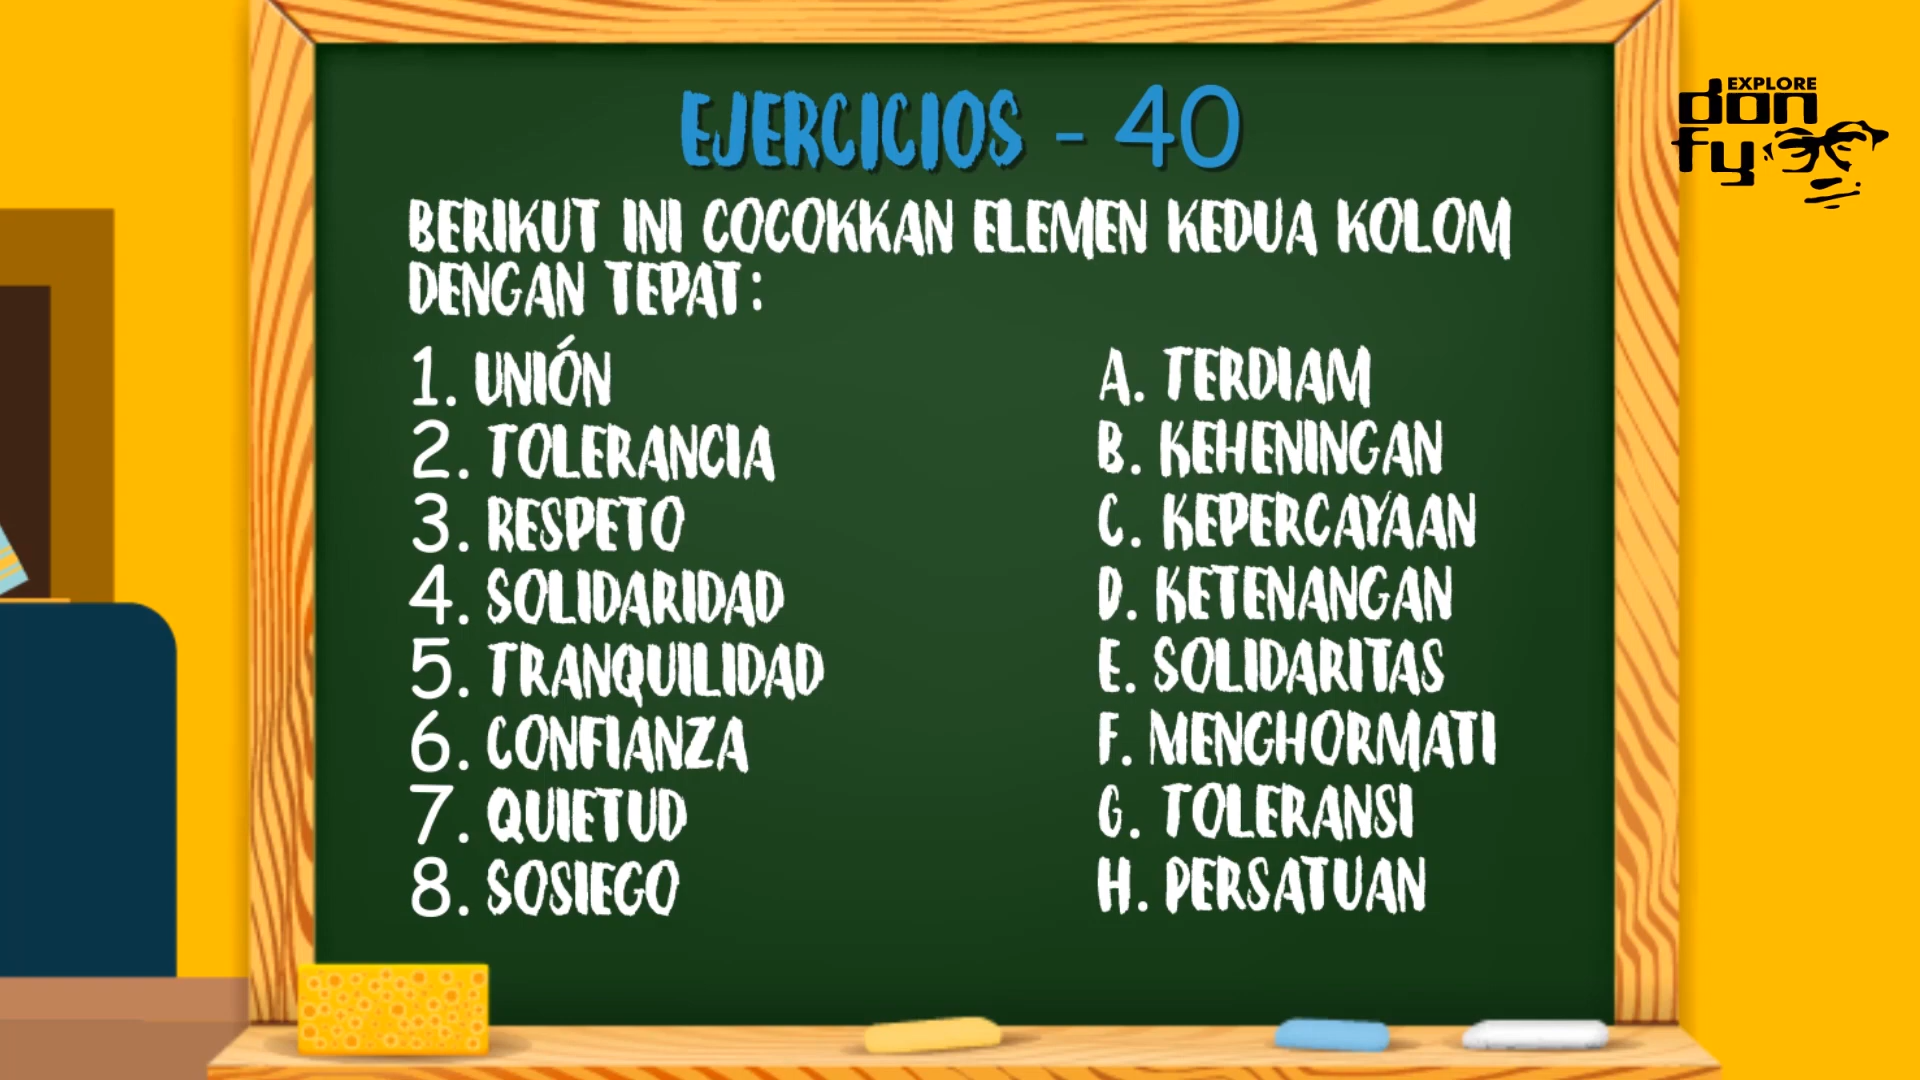 EJERCICIOS - 40
BERIKUT INI COCOKKAN ELEMEN KEDUA KOLOM
DENGAN TEPAT:
1. UNIÓN
2. TOLERANCIA
3. RESPETO
4. SOLIDARIDAD
5. TRANQUILIDAD
6. CONFIANZA
7. QUIETUD
8. SOSIEGO
A. TERDIAM
B. KEHENINGAN
C. KEPERCAYAAN
D. KETENANGAN
E. SOLIDARITAS
F. MENGHORMATI
G. TOLERANSI
H. PERSATUAN
EXPLORE
don
fy